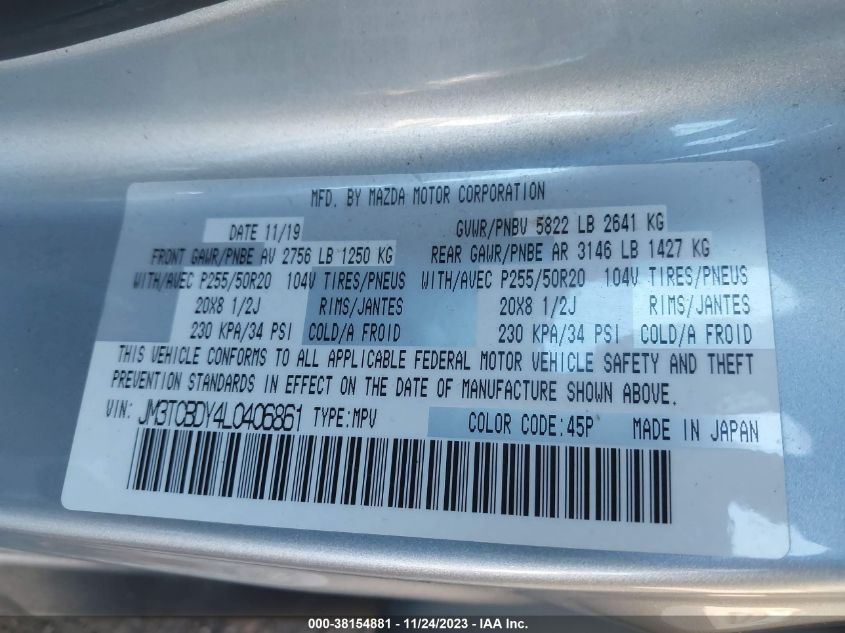 MFD. BY MAZDA MOTOR CORPORATION
DATE 11/19 GVWR/PNBV 5822 LB 2641 KG
FRONT GAWR/PNBE AV 2756 LB 1250 KG REAR GAWR/PNBE AR 3146 LB 1427 KG
WITH/AVEC P255/50R20 104V TIRES/PNEUS WITH/AVEC P255/50R20 104V TIRES/PNEUS
20X8 1/2J RIMS/JANTES 20X8 1/2J RIMS/JANTES
230 KPA/34 PSI COLD/A FROID 230 KPA/34 PSI COLD/A FROID
THIS VEHICLE CONFORMS TO ALL APPLICABLE FEDERAL MOTOR VEHICLE SAFETY AND THEFT
PREVENTION STANDARDS IN EFFECT ON THE DATE OF MANUFACTURE SHOWN ABOVE.
VIN: JM3TCBDY4L0406861 TYPE:MPV COLOR CODE:45P MADE IN JAPAN
000-38154881 - 11/24/2023 - IAA Inc.